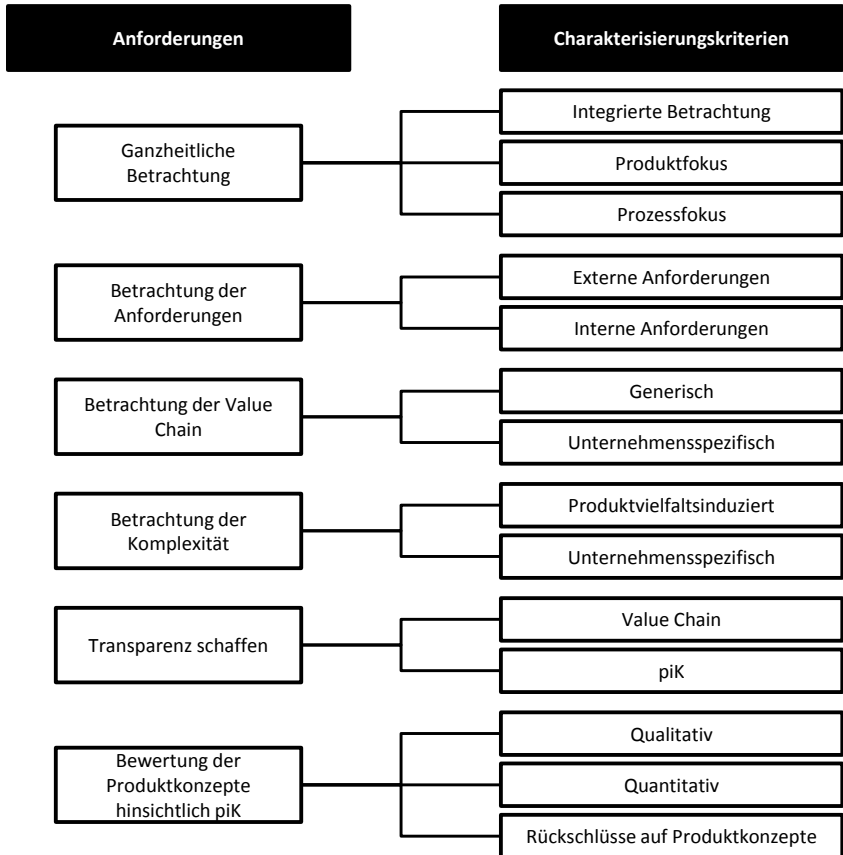 Anforderungen
Charakterisierungskriterien
Ganzheitliche
Betrachtung
Integrierte Betrachtung
Produktfokus
Prozessfokus
Betrachtung der
Anforderungen
Externe Anforderungen
Interne Anforderungen
Betrachtung der Value
Chain
Generisch
Unternehmensspezifisch
Betrachtung der
Komplexität
Produktvielfaltsinduziert
Unternehmensspezifisch
Transparenz schaffen
Value Chain
piK
Bewertung der
Produktkonzepte
hinsichtlich piK
Qualitativ
Quantitativ
Rückschlüsse auf Produktkonzepte